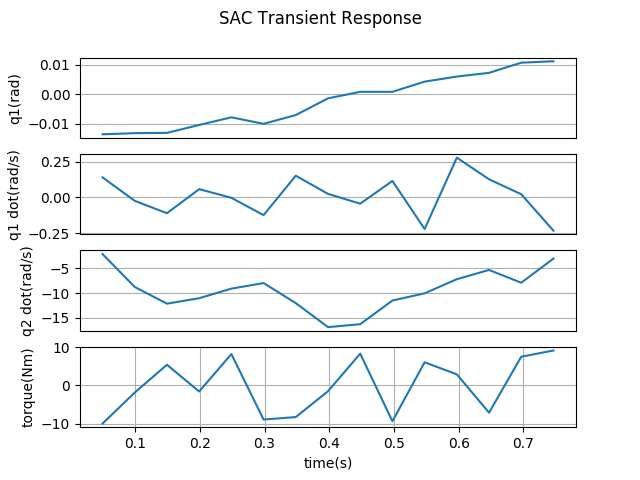 SAC Transient Response
q1(rad)
0.01
0.00
−0.01
q1 dot(rad/s)
0.25
0.00
−0.25
q2 dot(rad/s)
−5
−10
−15
torque(Nm)
10
0
−10
0.1 0.2 0.3 0.4 0.5 0.6 0.7
time(s)